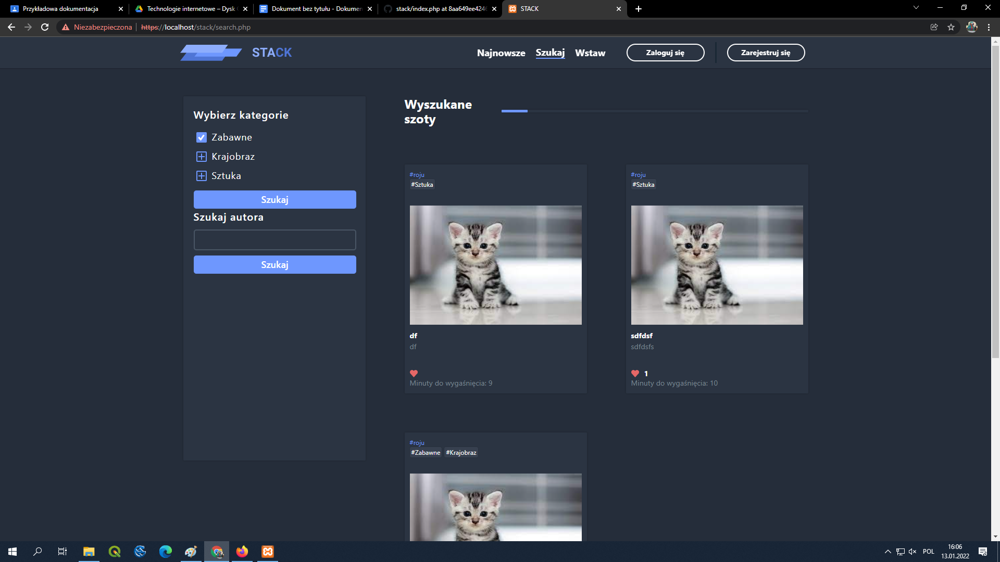 Przykładowa dokumentacja
Technologie internetowe – Dysk
Dokument bez tytułu - Dokumen
stack/index.php at 8aa649ee4246
STACK
Niezabezpieczona
https://localhost/stack/search.php
STACK
Najnowsze
Szukaj
Wstaw
Zaloguj się
Zarejestruj się
Wybierz kategorie
Zabawne
Krajobraz
Sztuka
Szukaj
Szukaj autora
Szukaj
Wyszukane
szoty
#roju
#Sztuka
df
df
Minuty do wygaśnięcia: 9
#roju
#Sztuka
sdfdsf
sdfdsfs
1
Minuty do wygaśnięcia: 10
#roju
#Zabawne #Krajobraz
POL
16:06
13.01.2022